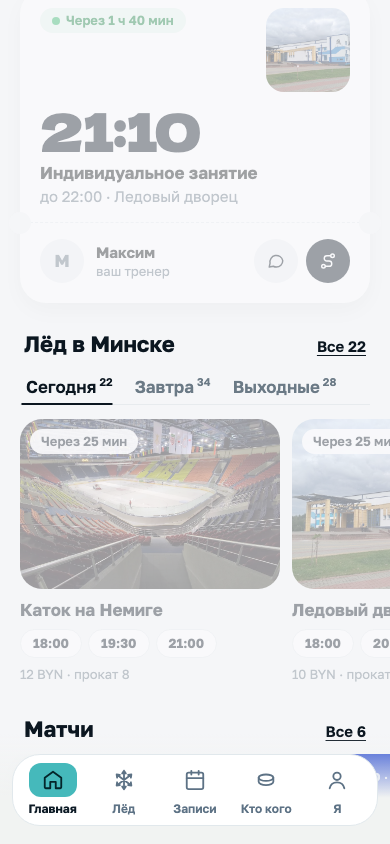 Через 1 ч 40 мин
21:10
Индивидуальное занятие
до 22:00 · Ледовый дворец
М
Максим
ваш тренер
Лёд в Минске
Все 22
Сегодня 22
Завтра 34
Выходные 28
Через 25 мин
Через 25 мин
Каток на Немиге
Ледовый дв
18:00
19:30
21:00
18:00
20
12 BYN · прокат 8
10 BYN · прокат
Матчи
Все 6
Главная
Лёд
Записи
Кто кого
Я